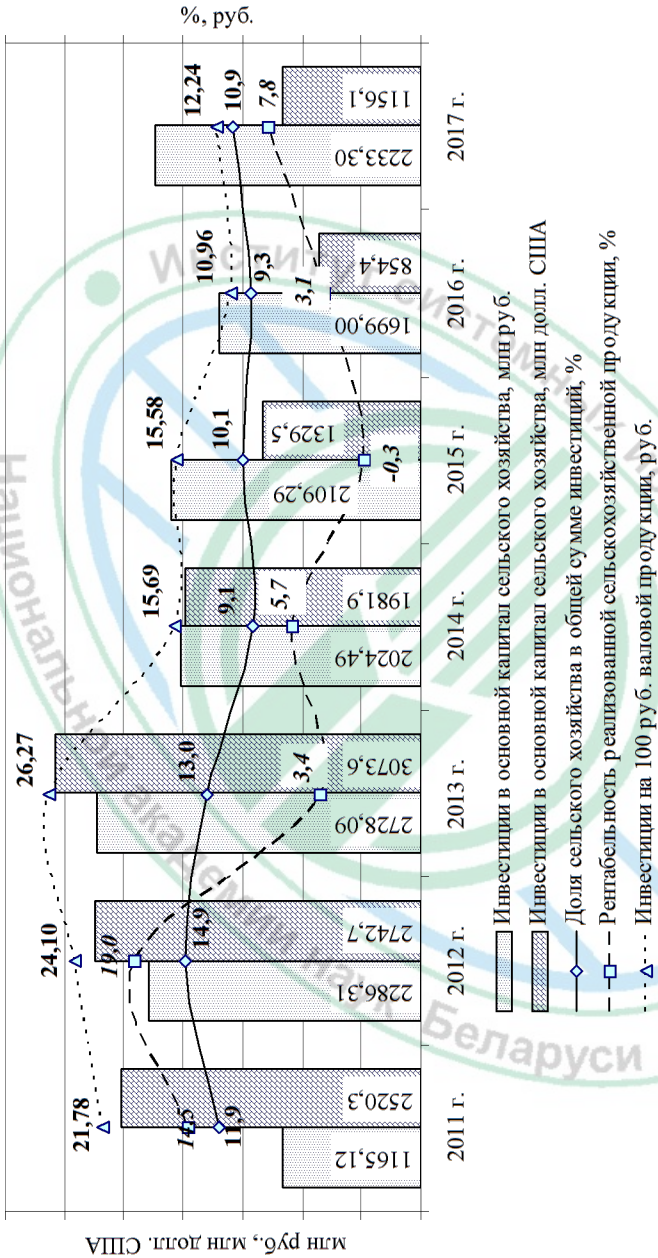 млн руб., млн долл. США
%, руб.
21,78
24,10
26,27
15,69
15,58
10,96
12,24
14,5
19,0
3,4
5,7
-0,3
3,1
7,8
11,9
14,9
13,0
9,1
10,1
9,3
10,9
1165,12
2520,3
2286,31
2742,7
2728,09
3073,6
2024,49
1981,9
2109,29
1329,5
1699,00
854,4
2233,30
1156,1
2011 г.
2012 г.
2013 г.
2014 г.
2015 г.
2016 г.
2017 г.
Инвестиции в основной капитал сельского хозяйства, млн руб.
Инвестиции в основной капитал сельского хозяйства, млн долл. США
Доля сельского хозяйства в общей сумме инвестиций, %
Рентабельность реализованной сельскохозяйственной продукции, %
Инвестиции на 100 руб. валовой продукции, руб.
Институт системных и
Национальной академии наук Беларуси